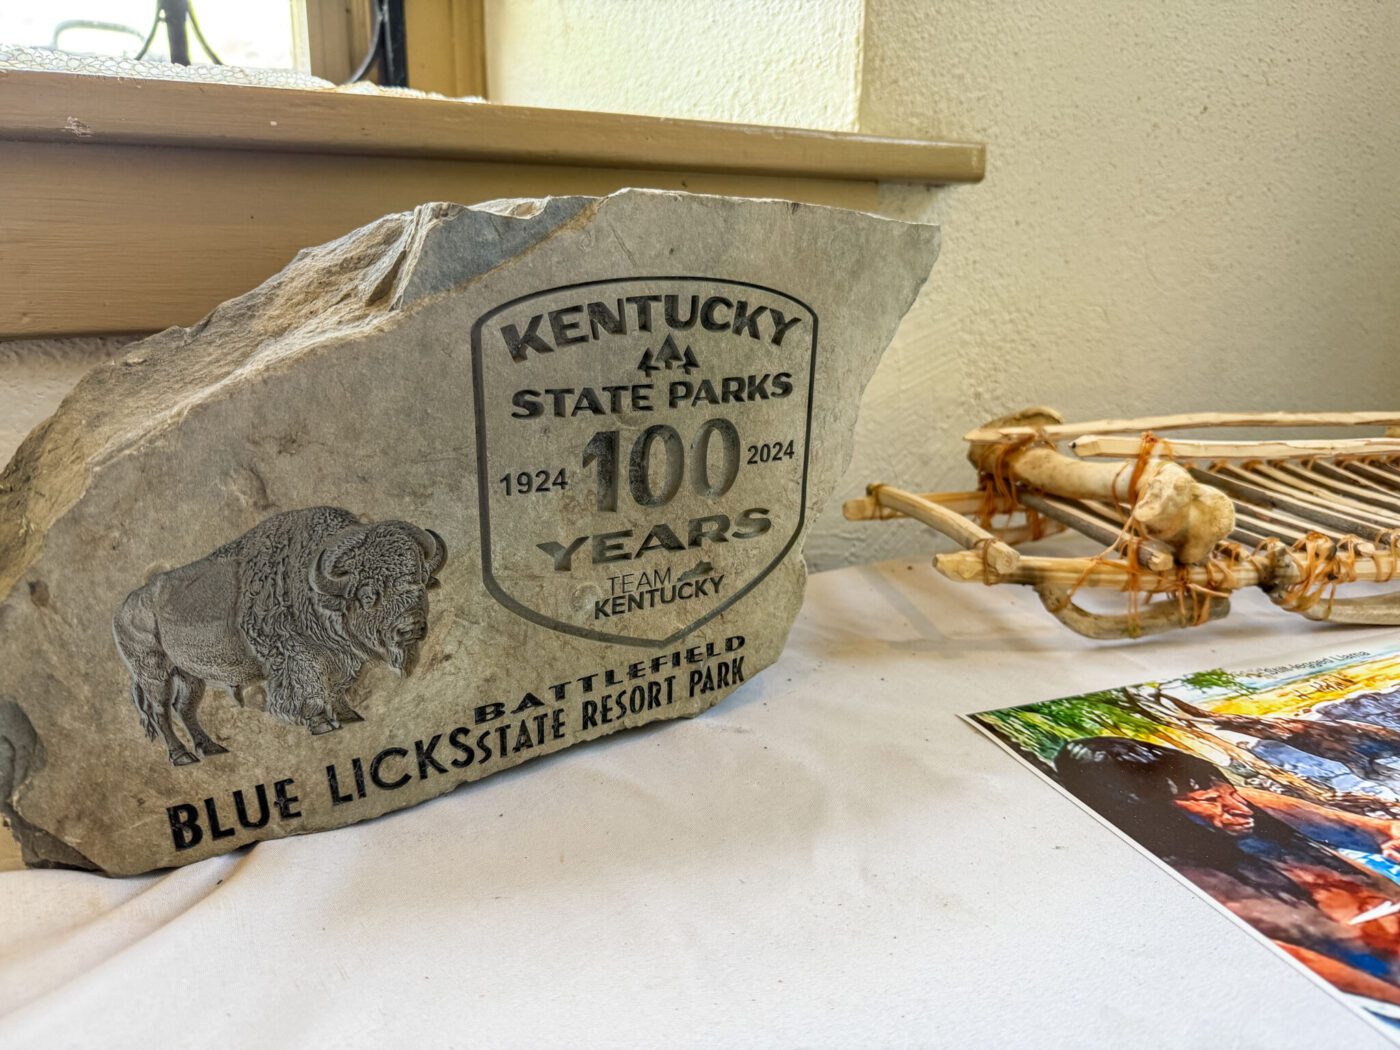 KENTUCKY
STATE PARKS
1924 100 2024
YEARS
TEAM
KENTUCKY
BATTLEFIELD
BLUE LICKS STATE RESORT PARK